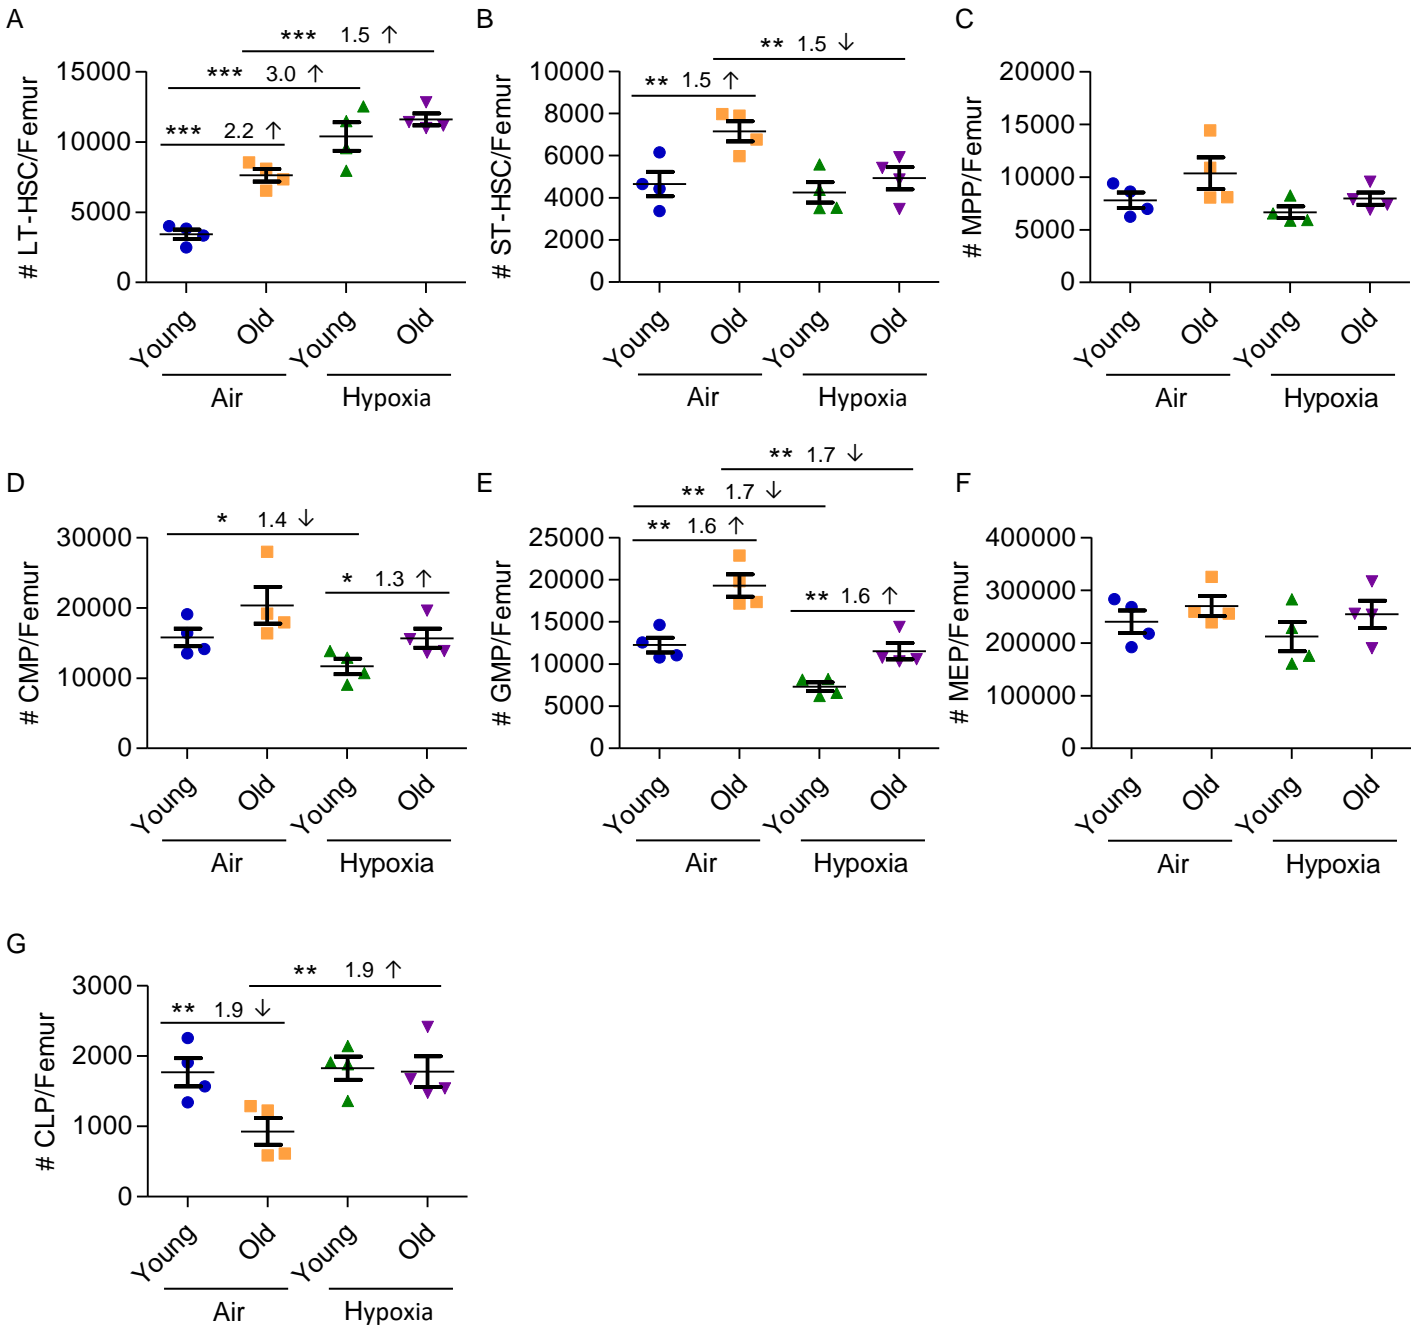 A
*** 1.5 ↑
*** 3.0 ↑
*** 2.2 ↑
# LT-HSC/Femur
15000
10000
5000
0
Young
Old
Young
Old
Air
Hypoxia
B
** 1.5 ↓
** 1.5 ↑
# ST-HSC/Femur
10000
8000
6000
4000
2000
0
Young
Old
Young
Old
Air
Hypoxia
C
# MPP/Femur
20000
15000
10000
5000
0
Young
Old
Young
Old
Air
Hypoxia
D
* 1.4 ↓
* 1.3 ↑
# CMP/Femur
30000
20000
10000
0
Young
Old
Young
Old
Air
Hypoxia
E
** 1.7 ↓
** 1.7 ↓
** 1.6 ↑
** 1.6 ↑
# GMP/Femur
25000
20000
15000
10000
5000
0
Young
Old
Young
Old
Air
Hypoxia
F
# MEP/Femur
400000
300000
200000
100000
0
Young
Old
Young
Old
Air
Hypoxia
G
** 1.9 ↑
** 1.9 ↓
# CLP/Femur
3000
2000
1000
0
Young
Old
Young
Old
Air
Hypoxia